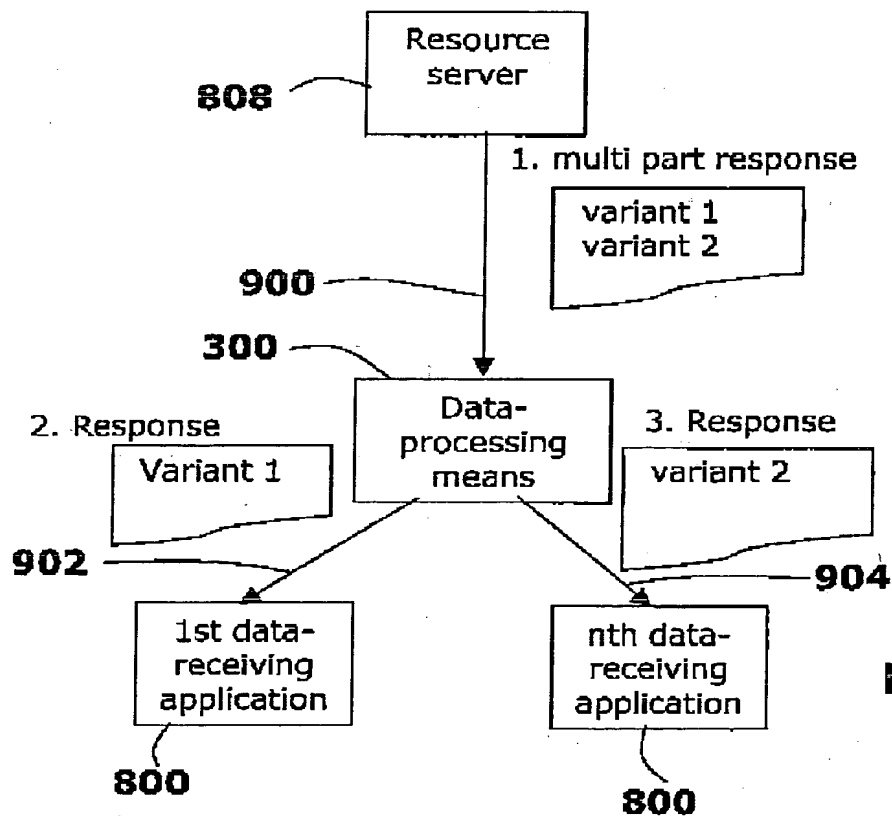 Resource
server
808
1. multi part response
variant 1
variant 2
900
300
Data-
processing
means
2. Response
Variant 1
3. Response
variant 2
902
904
1st data-
receiving
application
nth data-
receiving
application
800
800